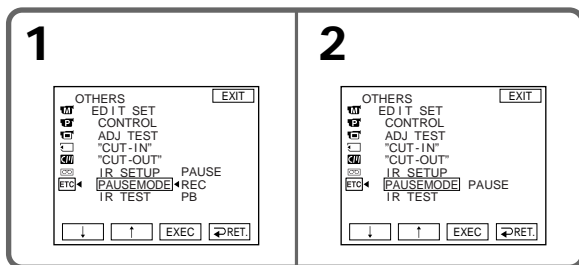 1
OTHERS EXIT
EDIT SET
CONTROL
ADJ TEST
"CUT-IN"
"CUT-OUT"
IR SETUP PAUSE
ETC PAUSEMODE REC
IR TEST PB
↓ ↑ EXEC ⮌RET.
2
OTHERS EXIT
EDIT SET
CONTROL
ADJ TEST
"CUT-IN"
"CUT-OUT"
IR SETUP
ETC PAUSEMODE PAUSE
IR TEST
↓ ↑ EXEC ⮌RET.